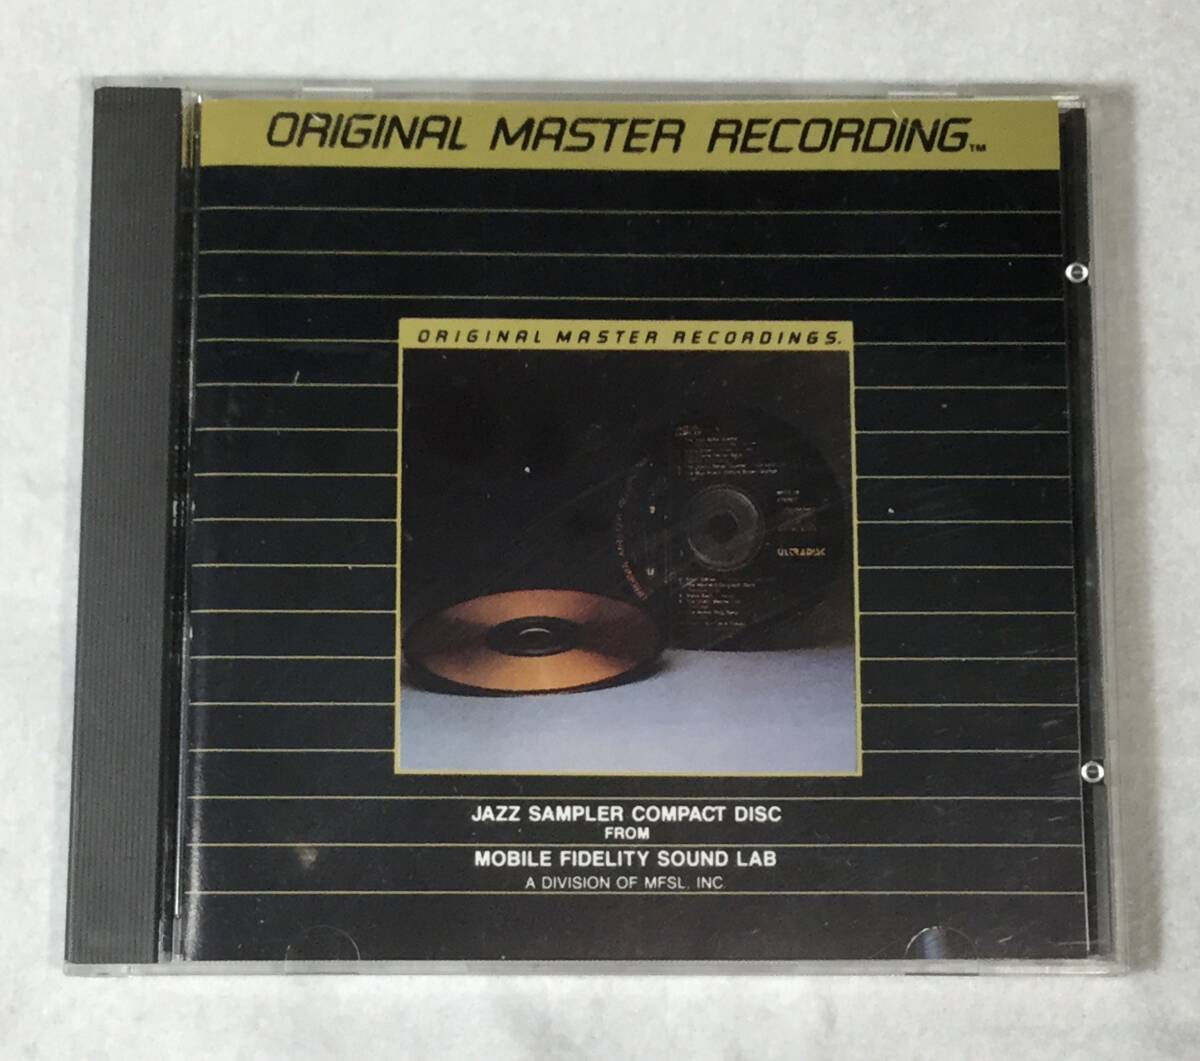 ORIGINAL MASTER RECORDING™
ORIGINAL MASTER RECORDINGS.
ULTRADISC
JAZZ SAMPLER COMPACT DISC
FROM
MOBILE FIDELITY SOUND LAB
A DIVISION OF MFSL, INC.